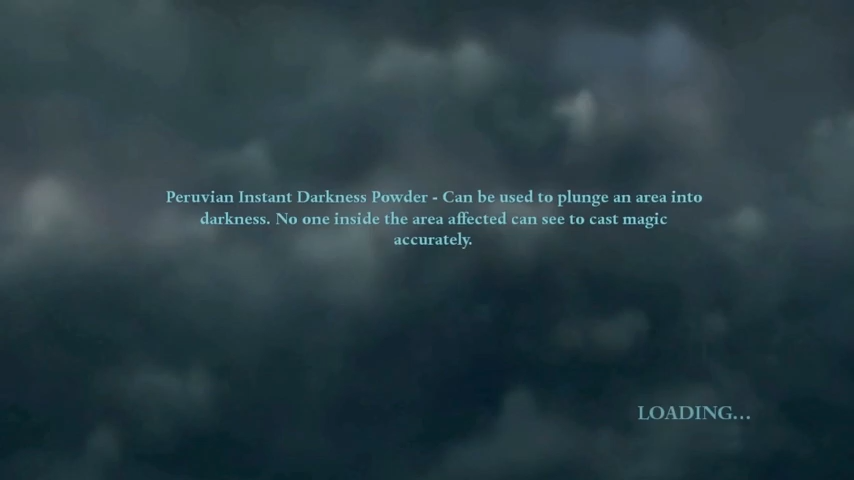 Peruvian Instant Darkness Powder - Can be used to plunge an area into
darkness. No one inside the area affected can see to cast magic
accurately.
LOADING...